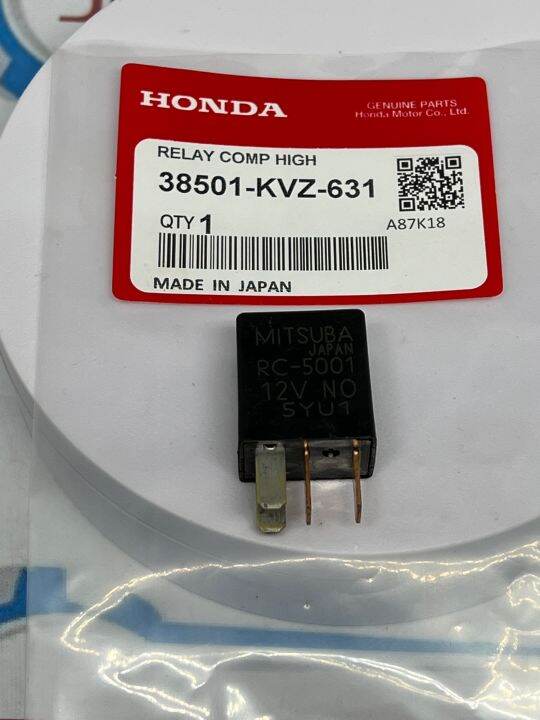 HONDA
GENUINE PARTS
Honda Motor Co., Ltd.
RELAY COMP HIGH
38501-KVZ-631
QTY 1
A87K18
MADE IN JAPAN
MITSUBA
JAPAN
RC-5001
12V NO
5YU1